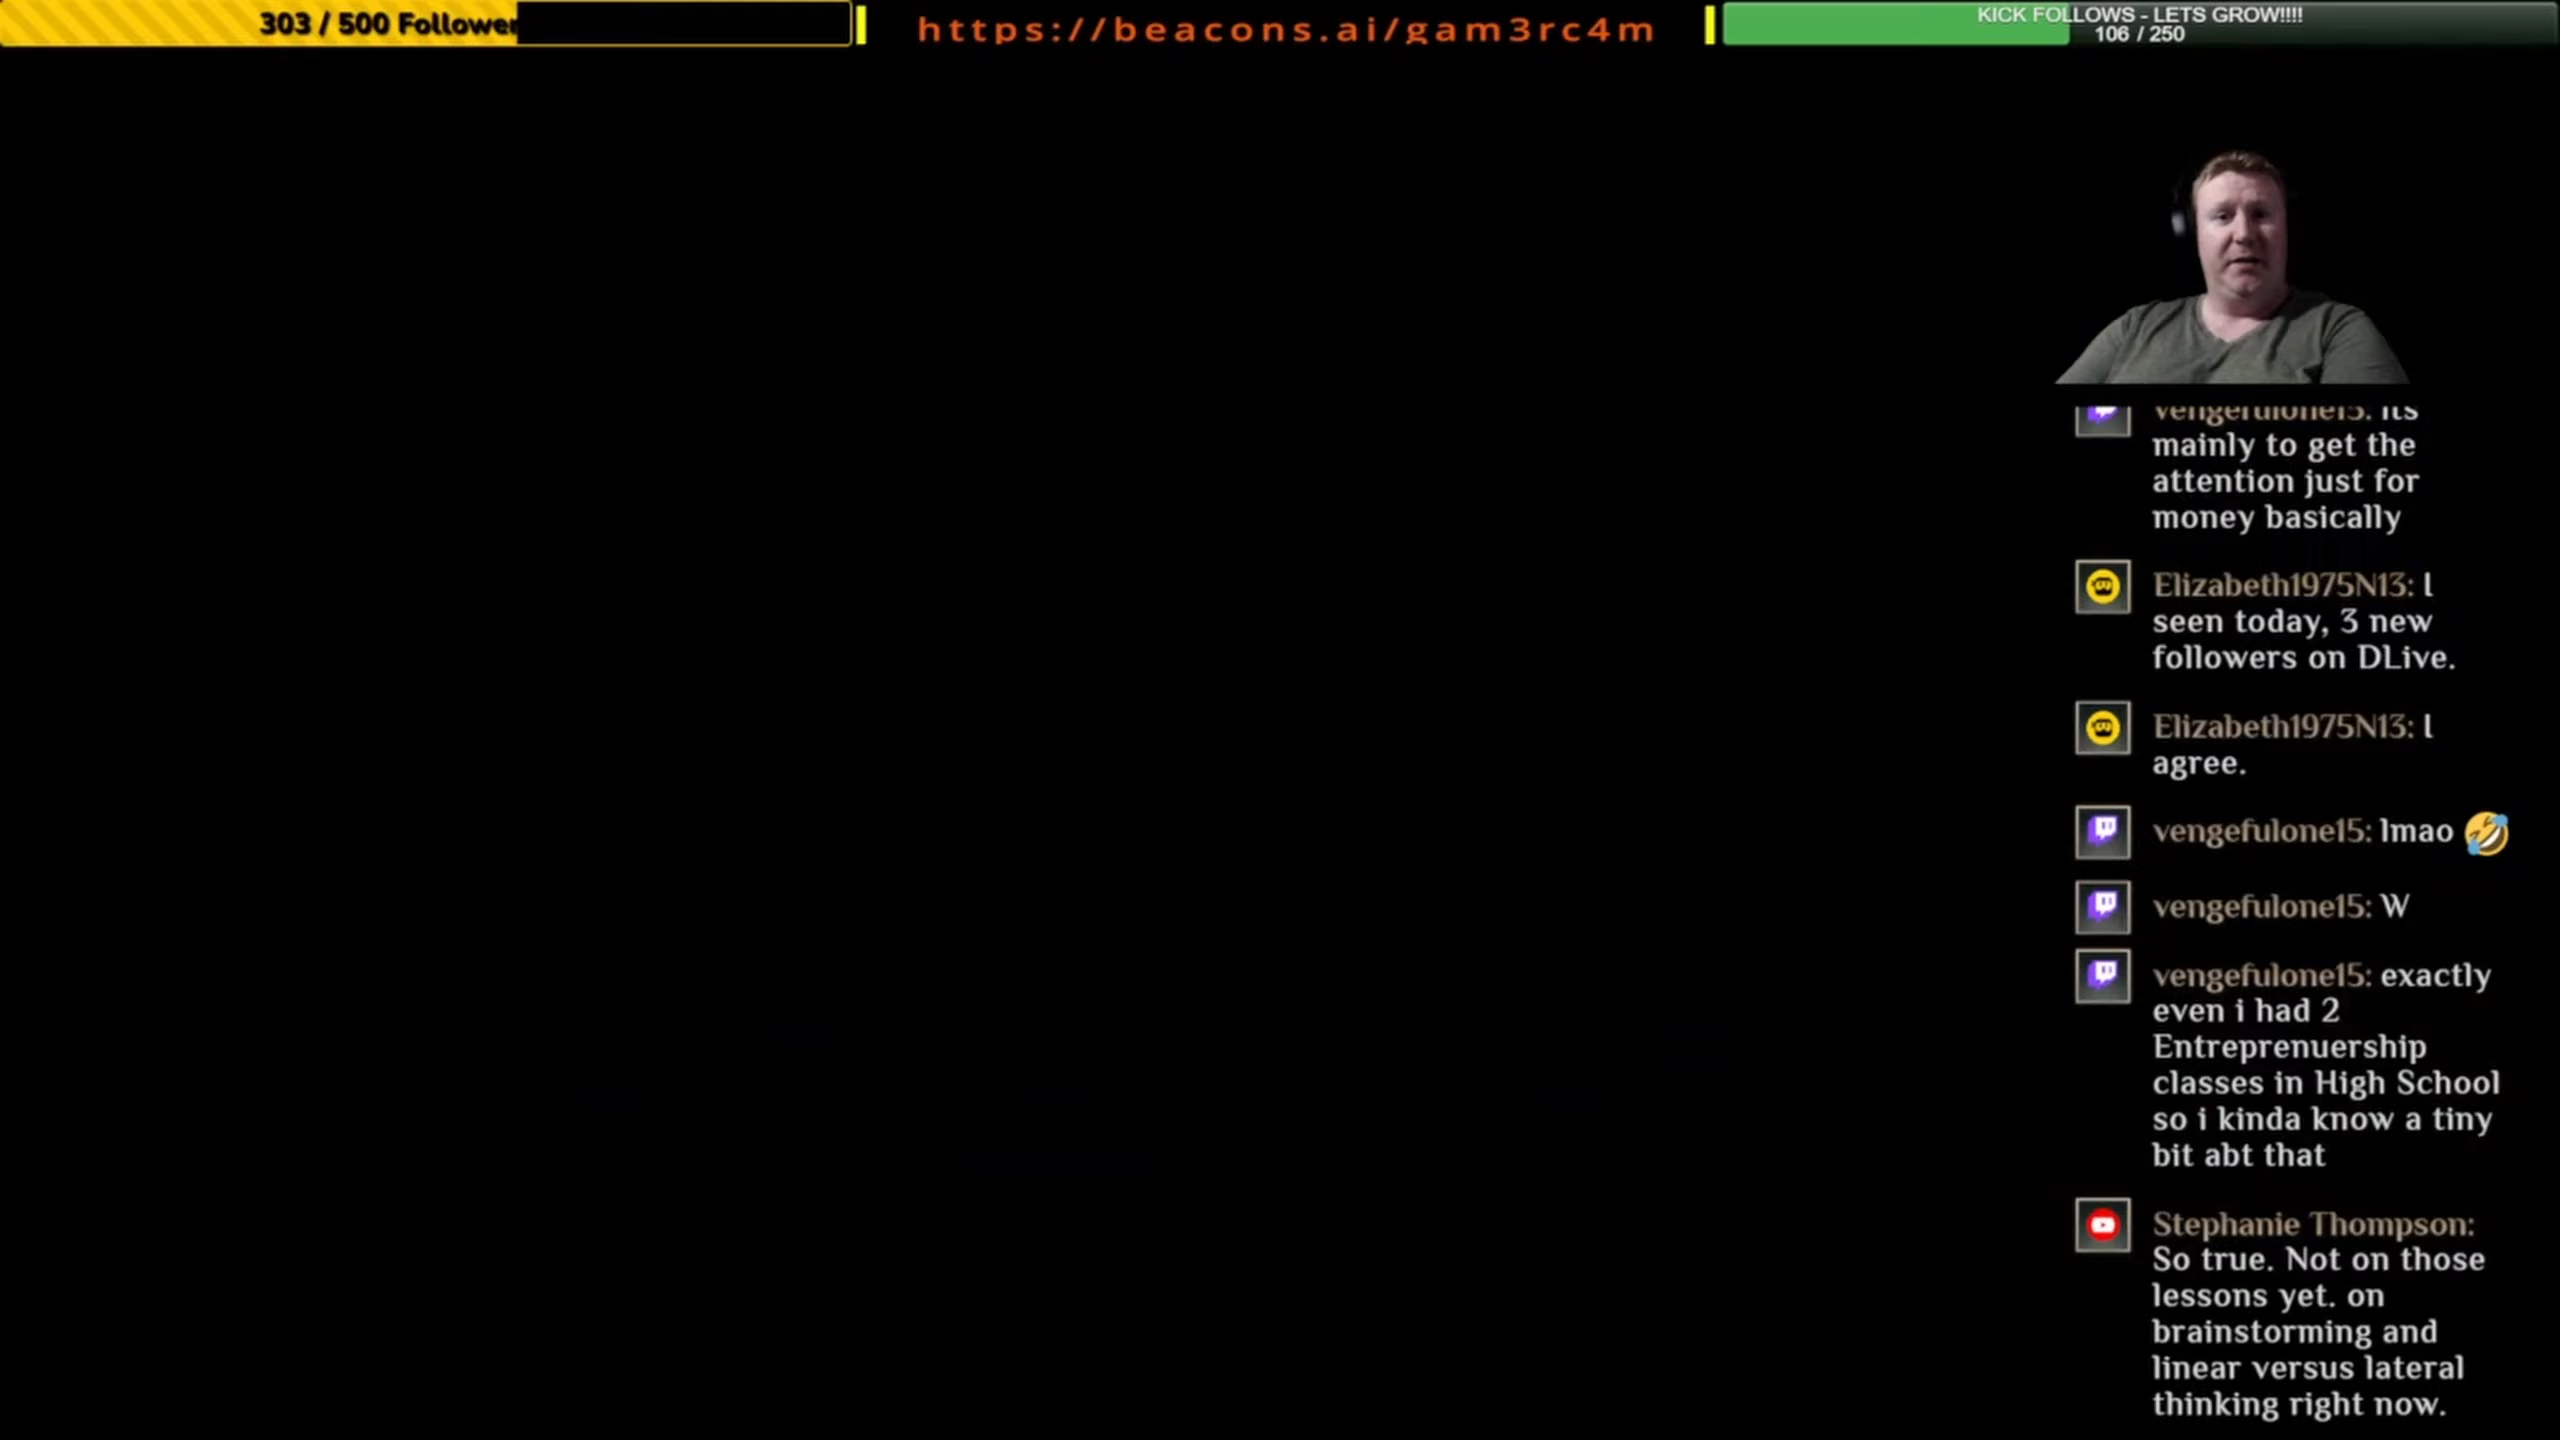 303 / 500 Follower
https://beacons.ai/gam3rc4m
KICK FOLLOWS - LETS GROW!!!!
106 / 250
vengefulone15: Its
mainly to get the
attention just for
money basically
Elizabeth1975N13: I
seen today, 3 new
followers on DLive.
Elizabeth1975N13: I
agree.
vengefulone15: lmao 🤣
vengefulone15: W
vengefulone15: exactly
even i had 2
Entreprenuership
classes in High School
so i kinda know a tiny
bit abt that
Stephanie Thompson:
So true. Not on those
lessons yet. on
brainstorming and
linear versus lateral
thinking right now.